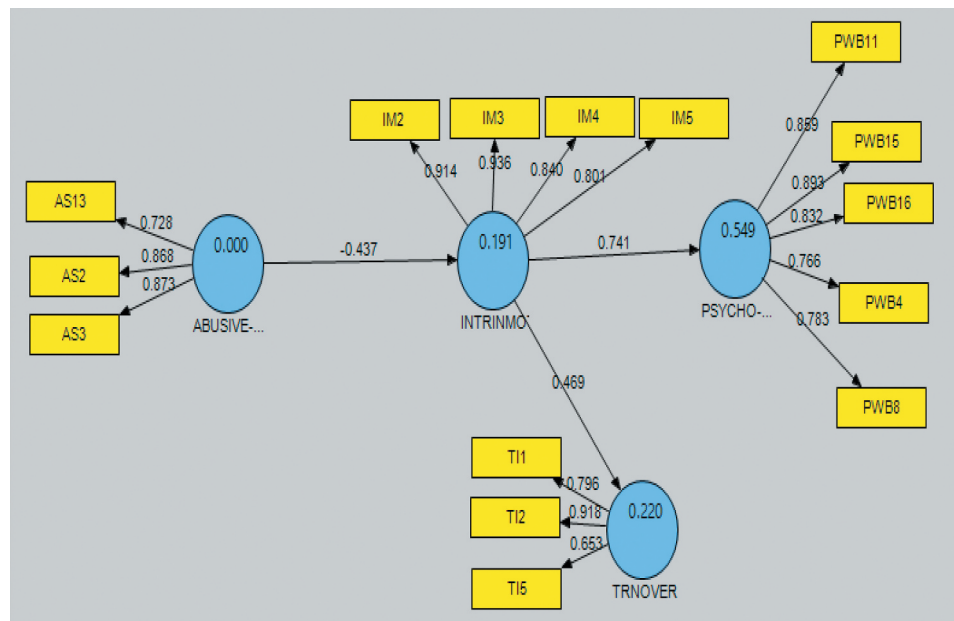 PWB11
IM2
IM3
IM4
IM5
0.859
0.914
0.936
0.840
0.801
PWB15
0.893
AS13
0.728
PWB16
0.832
0.000
-0.437
0.191
0.741
0.549
AS2
0.868
0.766
0.873
PWB4
AS3
ABUSIVE-...
INTRINMO
PSYCHO-...
0.783
0.469
PWB8
TI1
0.796
TI2
0.918
0.220
0.653
TI5
TRNOVER